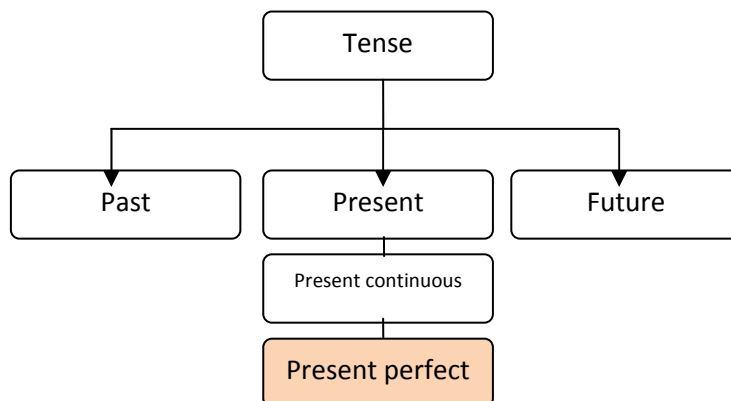 Tense
Past
Present
Future
Present continuous
Present perfect